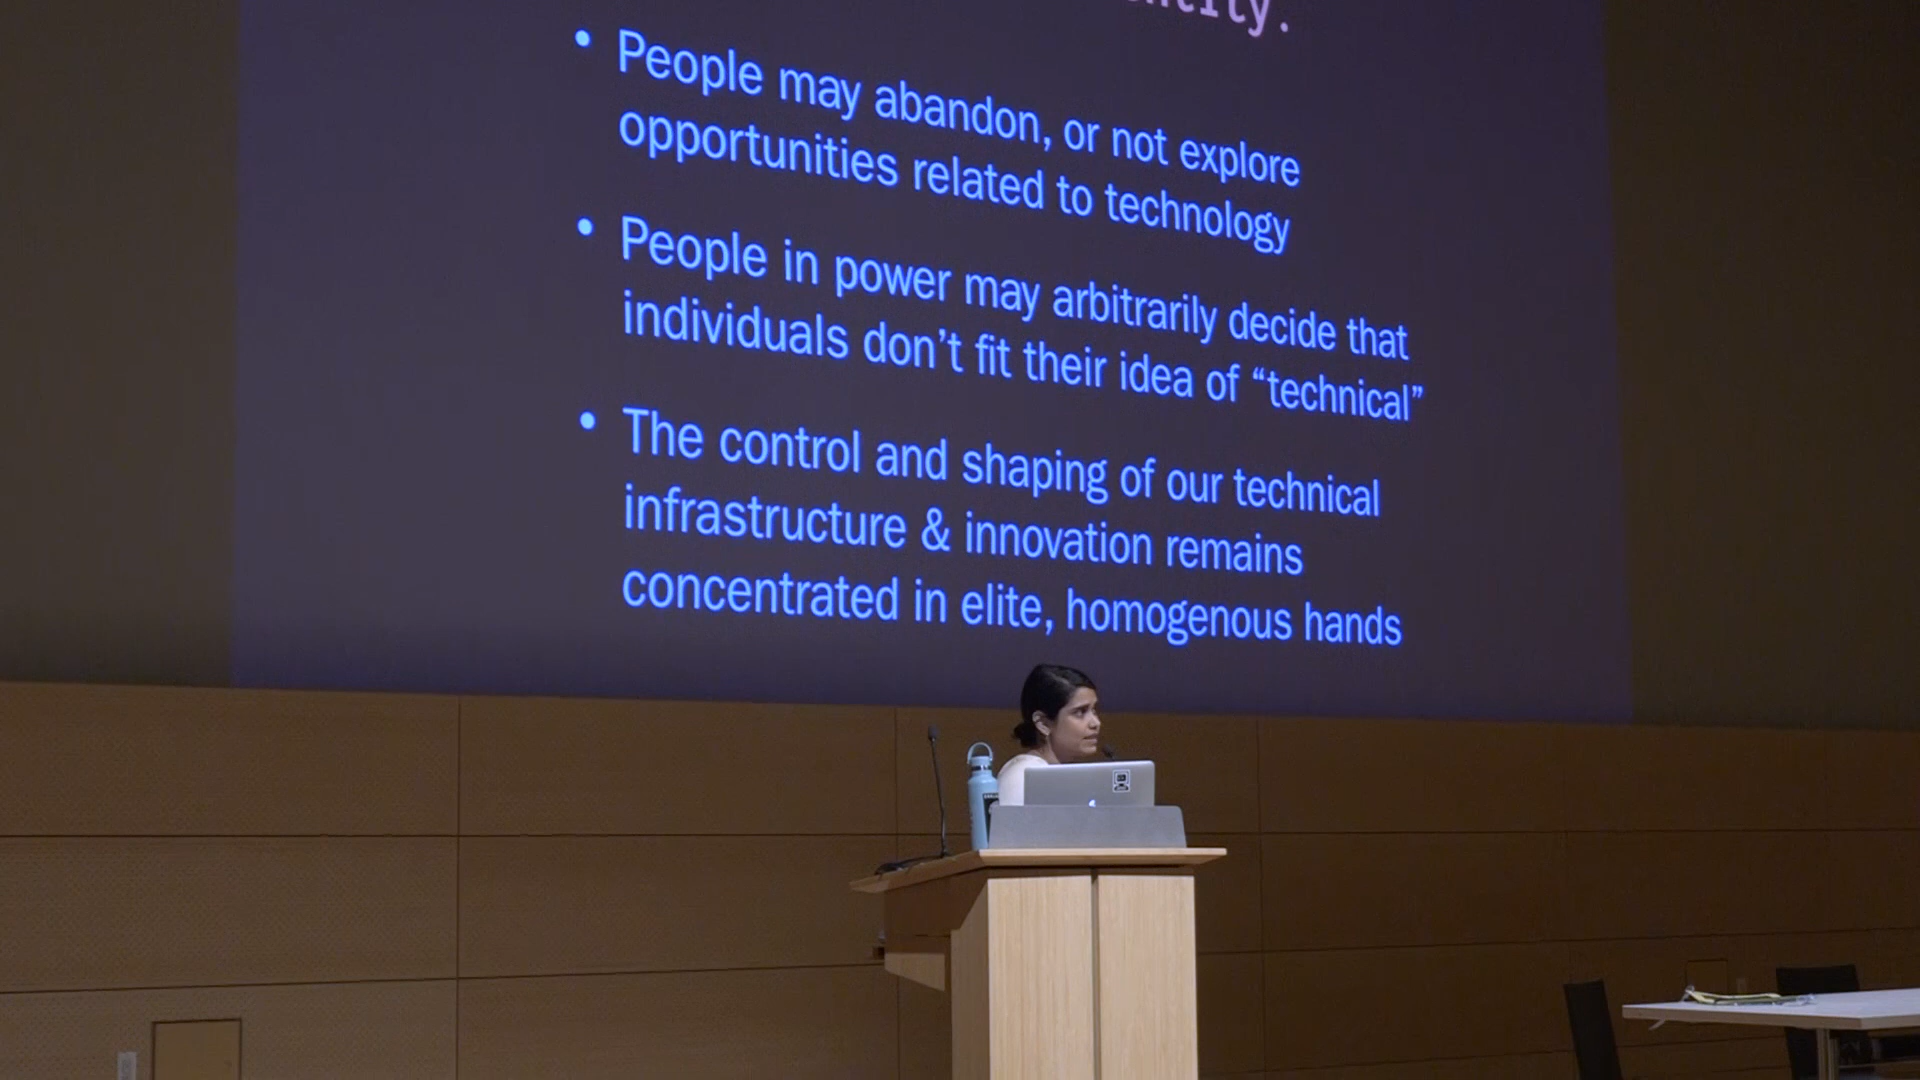 • People may abandon, or not explore
opportunities related to technology
• People in power may arbitrarily decide that
individuals don’t fit their idea of “technical”
• The control and shaping of our technical
infrastructure & innovation remains
concentrated in elite, homogenous hands